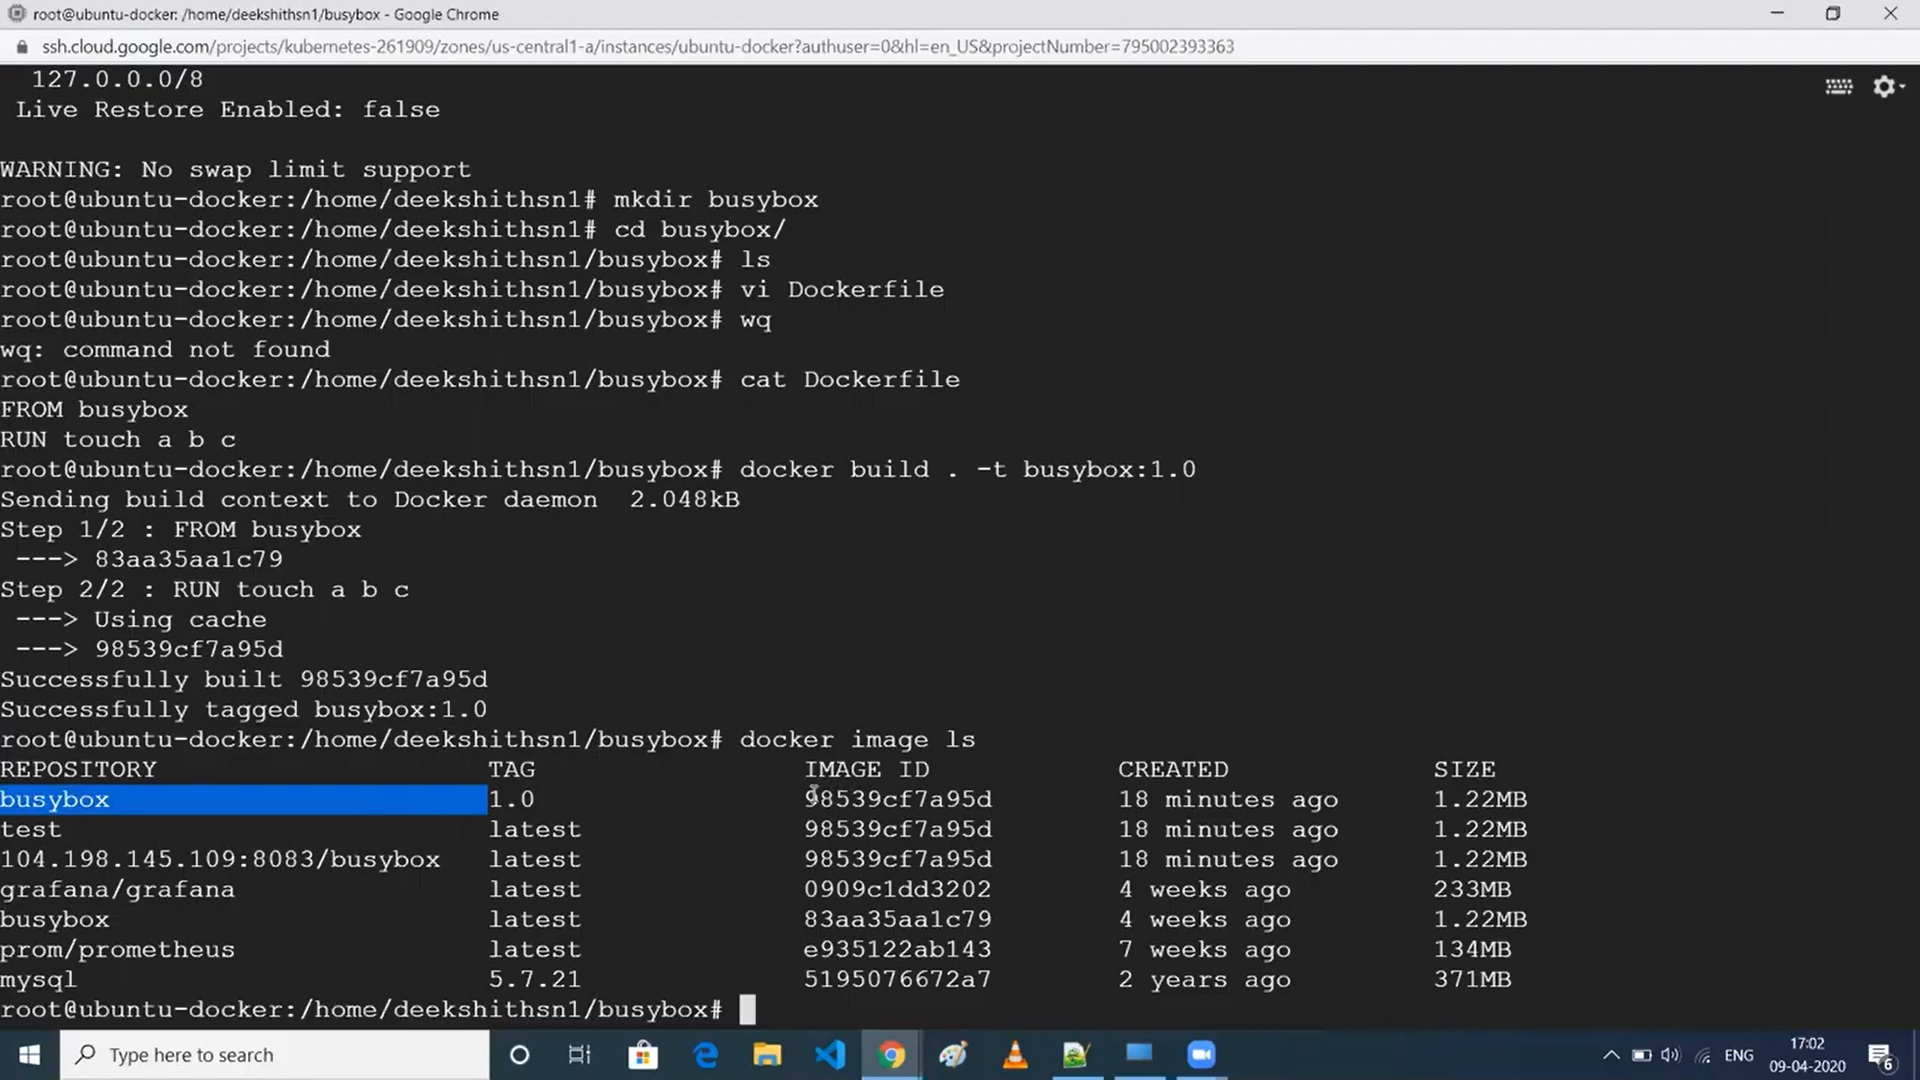 root@ubuntu-docker: /home/deekshithsn1/busybox - Google Chrome
ssh.cloud.google.com/projects/kubernetes-261909/zones/us-central1-a/instances/ubuntu-docker?authuser=0&hl=en_US&projectNumber=795002393363
127.0.0.0/8
Live Restore Enabled: false
WARNING: No swap limit support
root@ubuntu-docker:/home/deekshithsn1# mkdir busybox
root@ubuntu-docker:/home/deekshithsn1# cd busybox/
root@ubuntu-docker:/home/deekshithsn1/busybox# ls
root@ubuntu-docker:/home/deekshithsn1/busybox# vi Dockerfile
root@ubuntu-docker:/home/deekshithsn1/busybox# wq
wq: command not found
root@ubuntu-docker:/home/deekshithsn1/busybox# cat Dockerfile
FROM busybox
RUN touch a b c
root@ubuntu-docker:/home/deekshithsn1/busybox# docker build . -t busybox:1.0
Sending build context to Docker daemon  2.048kB
Step 1/2 : FROM busybox
 ---> 83aa35aa1c79
Step 2/2 : RUN touch a b c
 ---> Using cache
 ---> 98539cf7a95d
Successfully built 98539cf7a95d
Successfully tagged busybox:1.0
root@ubuntu-docker:/home/deekshithsn1/busybox# docker image ls
REPOSITORY TAG IMAGE ID CREATED SIZE
busybox 1.0 98539cf7a95d 18 minutes ago 1.22MB
test latest 98539cf7a95d 18 minutes ago 1.22MB
104.198.145.109:8083/busybox latest 98539cf7a95d 18 minutes ago 1.22MB
grafana/grafana latest 0909c1dd3202 4 weeks ago 233MB
busybox latest 83aa35aa1c79 4 weeks ago 1.22MB
prom/prometheus latest e935122ab143 7 weeks ago 134MB
mysql 5.7.21 5195076672a7 2 years ago 371MB
root@ubuntu-docker:/home/deekshithsn1/busybox#
Type here to search
ENG
17:02
09-04-2020
6